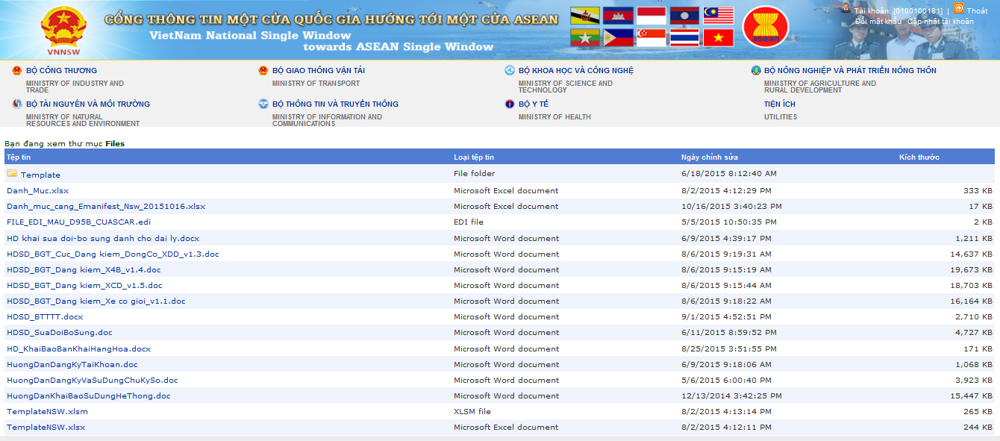 VNNSW
CỔNG THÔNG TIN MỘT CỬA QUỐC GIA HƯỚNG TỚI MỘT CỬA ASEAN
VietNam National Single Window
towards ASEAN Single Window
asean
Tài khoản: [0100100181] | Thoát
Đổi mật khẩu Cập nhật tài khoản
BỘ CÔNG THƯƠNG
MINISTRY OF INDUSTRY AND
TRADE
BỘ GIAO THÔNG VẬN TẢI
MINISTRY OF TRANSPORT
BỘ KHOA HỌC VÀ CÔNG NGHỆ
MINISTRY OF SCIENCE AND
TECHNOLOGY
BỘ NÔNG NGHIỆP VÀ PHÁT TRIỂN NÔNG THÔN
MINISTRY OF AGRICULTURE AND
RURAL DEVELOPMENT
BỘ TÀI NGUYÊN VÀ MÔI TRƯỜNG
MINISTRY OF NATURAL
RESOURCES AND ENVIRONMENT
BỘ THÔNG TIN VÀ TRUYỀN THÔNG
MINISTRY OF INFORMATION AND
COMMUNICATIONS
BỘ Y TẾ
MINISTRY OF HEALTH
TIỆN ÍCH
UTILITIES
Bạn đang xem thư mục Files
Tệp tin Loại tệp tin Ngày chỉnh sửa Kích thước
Template File folder 6/18/2015 8:12:40 AM
Danh_Muc.xlsx Microsoft Excel document 8/2/2015 4:12:29 PM 333 KB
Danh_muc_cang_Emanifest_Nsw_20151016.xlsx Microsoft Excel document 10/16/2015 3:40:23 PM 17 KB
FILE_EDI_MAU_D95B_CUASCAR.edi EDI file 5/5/2015 10:50:35 PM 2 KB
HD khai sua doi-bo sung danh cho dai ly.docx Microsoft Word document 6/9/2015 4:39:17 PM 1,211 KB
HDSD_BGT_Cuc_Dang kiem_DongCo_XDD_v1.3.doc Microsoft Word document 8/6/2015 9:19:31 AM 14,637 KB
HDSD_BGT_Dang kiem_X4B_v1.4.doc Microsoft Word document 8/6/2015 9:15:19 AM 19,673 KB
HDSD_BGT_Dang kiem_XCD_v1.5.doc Microsoft Word document 8/6/2015 9:15:44 AM 18,703 KB
HDSD_BGT_Dang kiem_Xe co gioi_v1.1.doc Microsoft Word document 8/6/2015 9:18:22 AM 16,164 KB
HDSD_BTTTT.docx Microsoft Word document 9/1/2015 4:52:51 PM 2,710 KB
HDSD_SuaDoiBoSung.doc Microsoft Word document 6/11/2015 8:59:52 PM 4,727 KB
HD_KhaiBaoBanKhaiHangHoa.docx Microsoft Word document 8/25/2015 3:51:55 PM 171 KB
HuongDanDangKyTaiKhoan.doc Microsoft Word document 6/9/2015 9:18:06 AM 1,068 KB
HuongDanDangKyVaSuDungChuKySo.doc Microsoft Word document 5/6/2015 6:00:40 PM 3,923 KB
HuongDanKhaiBaoSuDungHeThong.doc Microsoft Word document 12/13/2014 3:42:25 PM 15,447 KB
TemplateNSW.xlsm XLSM file 8/2/2015 4:13:14 PM 265 KB
TemplateNSW.xlsx Microsoft Excel document 8/2/2015 4:12:11 PM 244 KB